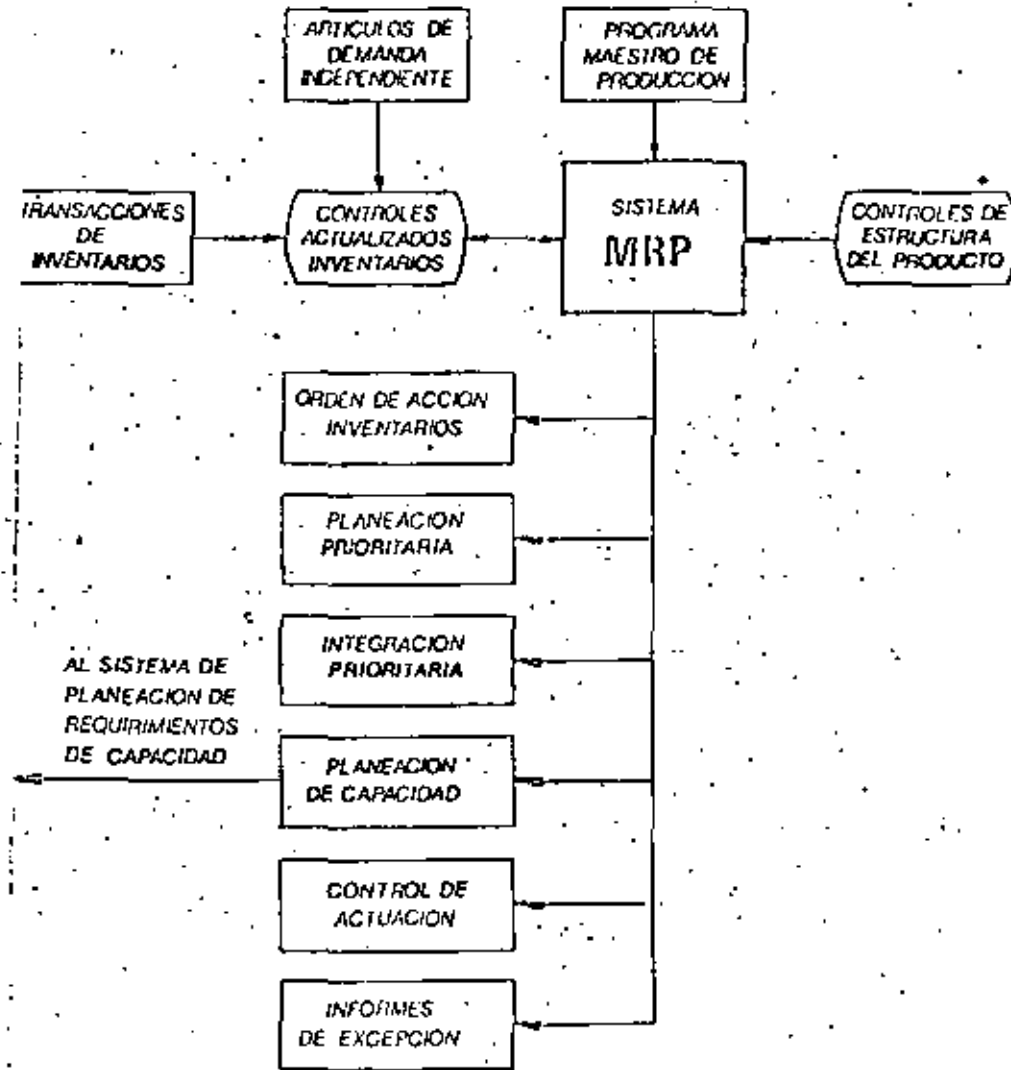 ARTICULOS DE
DEMANDA
INDEPENDIENTE
PROGRAMA
MAESTRO DE
PRODUCCION
TRANSACCIONES
DE
INVENTARIOS
CONTROLES
ACTUALIZADOS
INVENTARIOS
SISTEMA
MRP
CONTROLES DE
ESTRUCTURA
DEL PRODUCTO
ORDEN DE ACCION
INVENTARIOS
PLANEACION
PRIORITARIA
INTEGRACION
PRIORITARIA
AL SISTEMA DE
PLANEACION DE
REQUIRIMIENTOS
DE CAPACIDAD
PLANEACION
DE CAPACIDAD
CONTROL DE
ACTUACION
INFORMES
DE EXCEPCIÓN